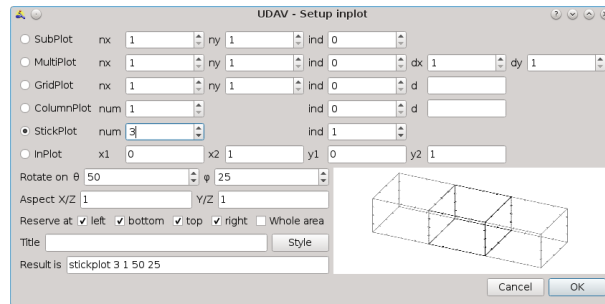 UDAV - Setup inplot
SubPlot nx 1 ny 1 ind 0
MultiPlot nx 1 ny 1 ind 0 dx 1 dy 1
GridPlot nx 1 ny 1 ind 0 d
ColumnPlot num 1 ind 0 d
StickPlot num 3 ind 1
InPlot x1 0 x2 1 y1 0 y2 1
Rotate on θ 50 φ 25
Aspect X/Z 1 Y/Z 1
Reserve at left bottom top right Whole area
Title Style
Result is stickplot 3 1 50 25
Cancel OK